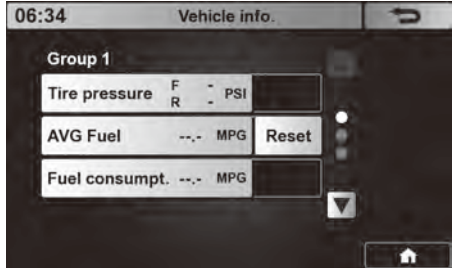 06:34 Vehicle info.
Group 1
Tire pressure F - PSI
R -
AVG Fuel --.- MPG Reset
Fuel consumpt. --.- MPG